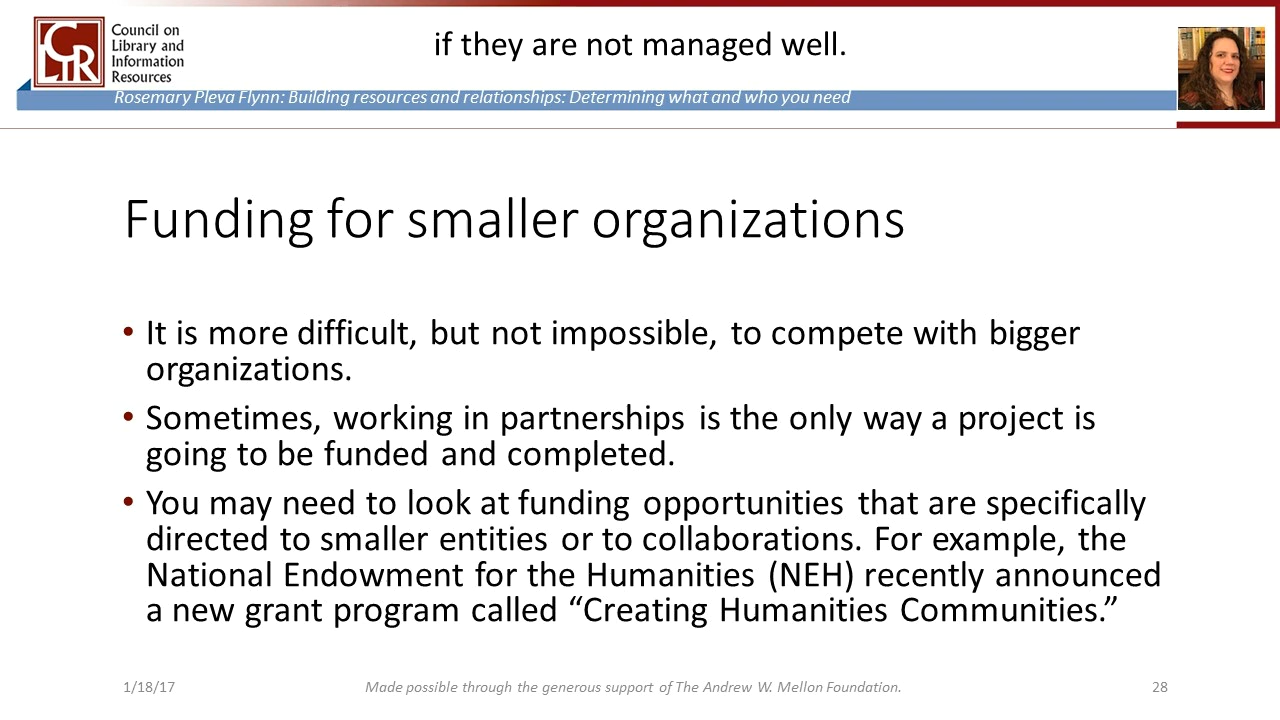 if they are not managed well.
CLIR
Council on
Library and
Information
Resources
Rosemary Pleva Flynn: Building resources and relationships: Determining what and who you need
Funding for smaller organizations
• It is more difficult, but not impossible, to compete with bigger
organizations.
• Sometimes, working in partnerships is the only way a project is
going to be funded and completed.
• You may need to look at funding opportunities that are specifically
directed to smaller entities or to collaborations. For example, the
National Endowment for the Humanities (NEH) recently announced
a new grant program called “Creating Humanities Communities.”
1/18/17
Made possible through the generous support of The Andrew W. Mellon Foundation.
28